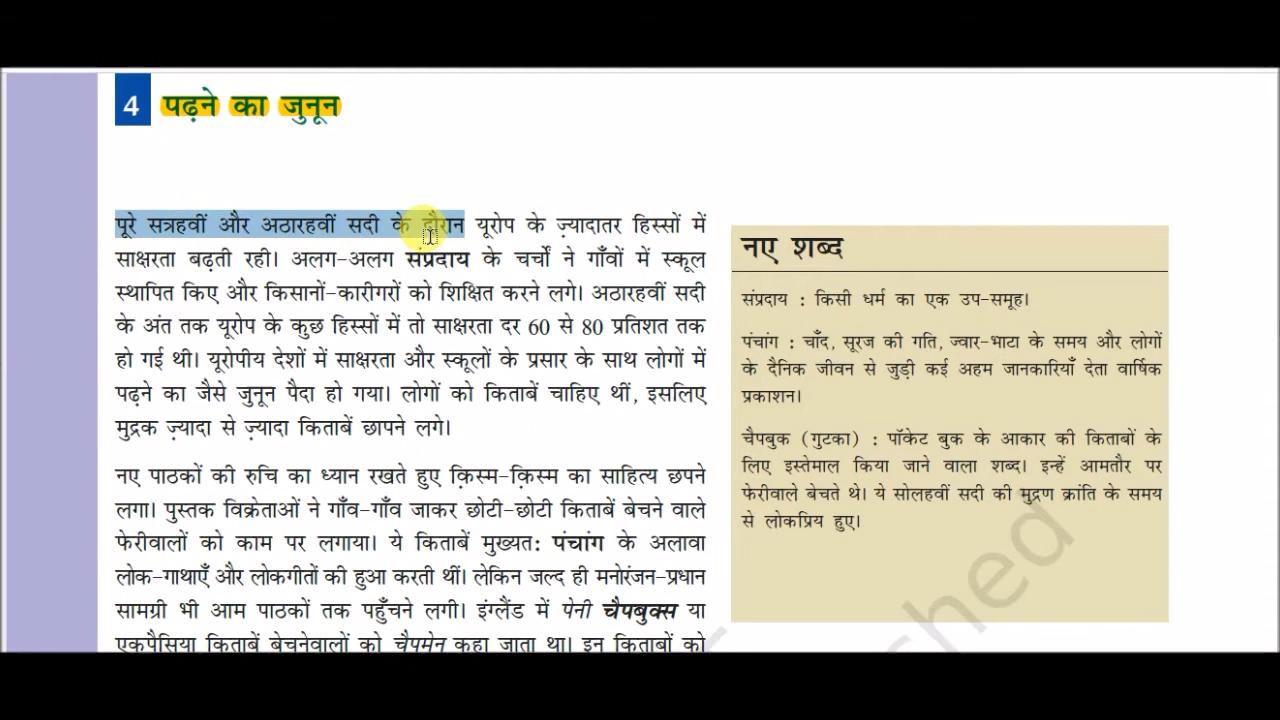 4 पढ़ने का जुनून
पूरे सत्रहवीं और अठारहवीं सदी के दौरान यूरोप के ज़्यादातर हिस्सों में
साक्षरता बढ़ती रही। अलग-अलग संप्रदाय के चर्चों ने गाँवों में स्कूल
स्थापित किए और किसानों-कारीगरों को शिक्षित करने लगे। अठारहवीं सदी
के अंत तक यूरोप के कुछ हिस्सों में तो साक्षरता दर 60 से 80 प्रतिशत तक
हो गई थी। यूरोपीय देशों में साक्षरता और स्कूलों के प्रसार के साथ लोगों में
पढ़ने का जैसे जुनून पैदा हो गया। लोगों को किताबें चाहिए थीं, इसलिए
मुद्रक ज़्यादा से ज़्यादा किताबें छापने लगे।
नए पाठकों की रुचि का ध्यान रखते हुए क़िस्म-क़िस्म का साहित्य छपने
लगा। पुस्तक विक्रेताओं ने गाँव-गाँव जाकर छोटी-छोटी किताबें बेचने वाले
फेरीवालों को काम पर लगाया। ये किताबें मुख्यत: पंचांग के अलावा
लोक-गाथाएँ और लोकगीतों की हुआ करती थीं। लेकिन जल्द ही मनोरंजन-प्रधान
सामग्री भी आम पाठकों तक पहुँचने लगी। इंग्लैंड में पेनी चैपबुक्स या
एकपैसिया किताबें बेचनेवालों को चैपमेन कहा जाता था। इन किताबों को
नए शब्द
संप्रदाय : किसी धर्म का एक उप-समूह।
पंचांग : चाँद, सूरज की गति, ज्वार-भाटा के समय और लोगों
के दैनिक जीवन से जुड़ी कई अहम जानकारियाँ देता वार्षिक
प्रकाशन।
चैपबुक (गुटका) : पॉकेट बुक के आकार की किताबों के
लिए इस्तेमाल किया जाने वाला शब्द। इन्हें आमतौर पर
फेरीवाले बेचते थे। ये सोलहवीं सदी की मुद्रण क्रांति के समय
से लोकप्रिय हुए।